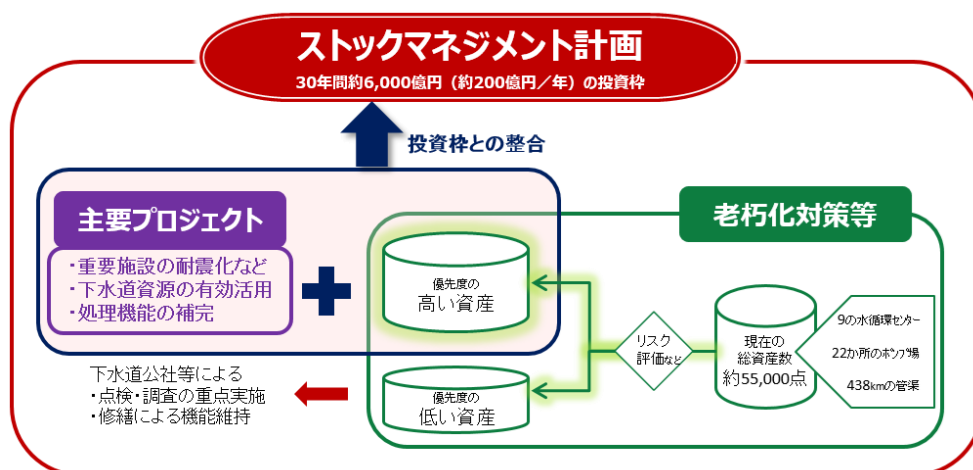 ストックマネジメント計画
30年間約6,000億円（約200億円／年）の投資枠
投資枠との整合
主要プロジェクト
・重要施設の耐震化など
・下水道資源の有効活用
・処理機能の補完
老朽化対策等
優先度の
高い資産
リスク
評価など
現在の
総資産数
約55,000点
9の水循環センター
22か所のポンプ場
438kmの管渠
下水道公社等による
・点検・調査の重点実施
・修繕による機能維持
優先度の
低い資産